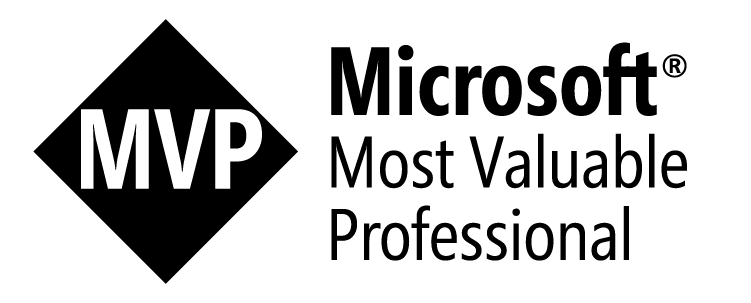 MVP
Microsoft®
Most Valuable
Professional